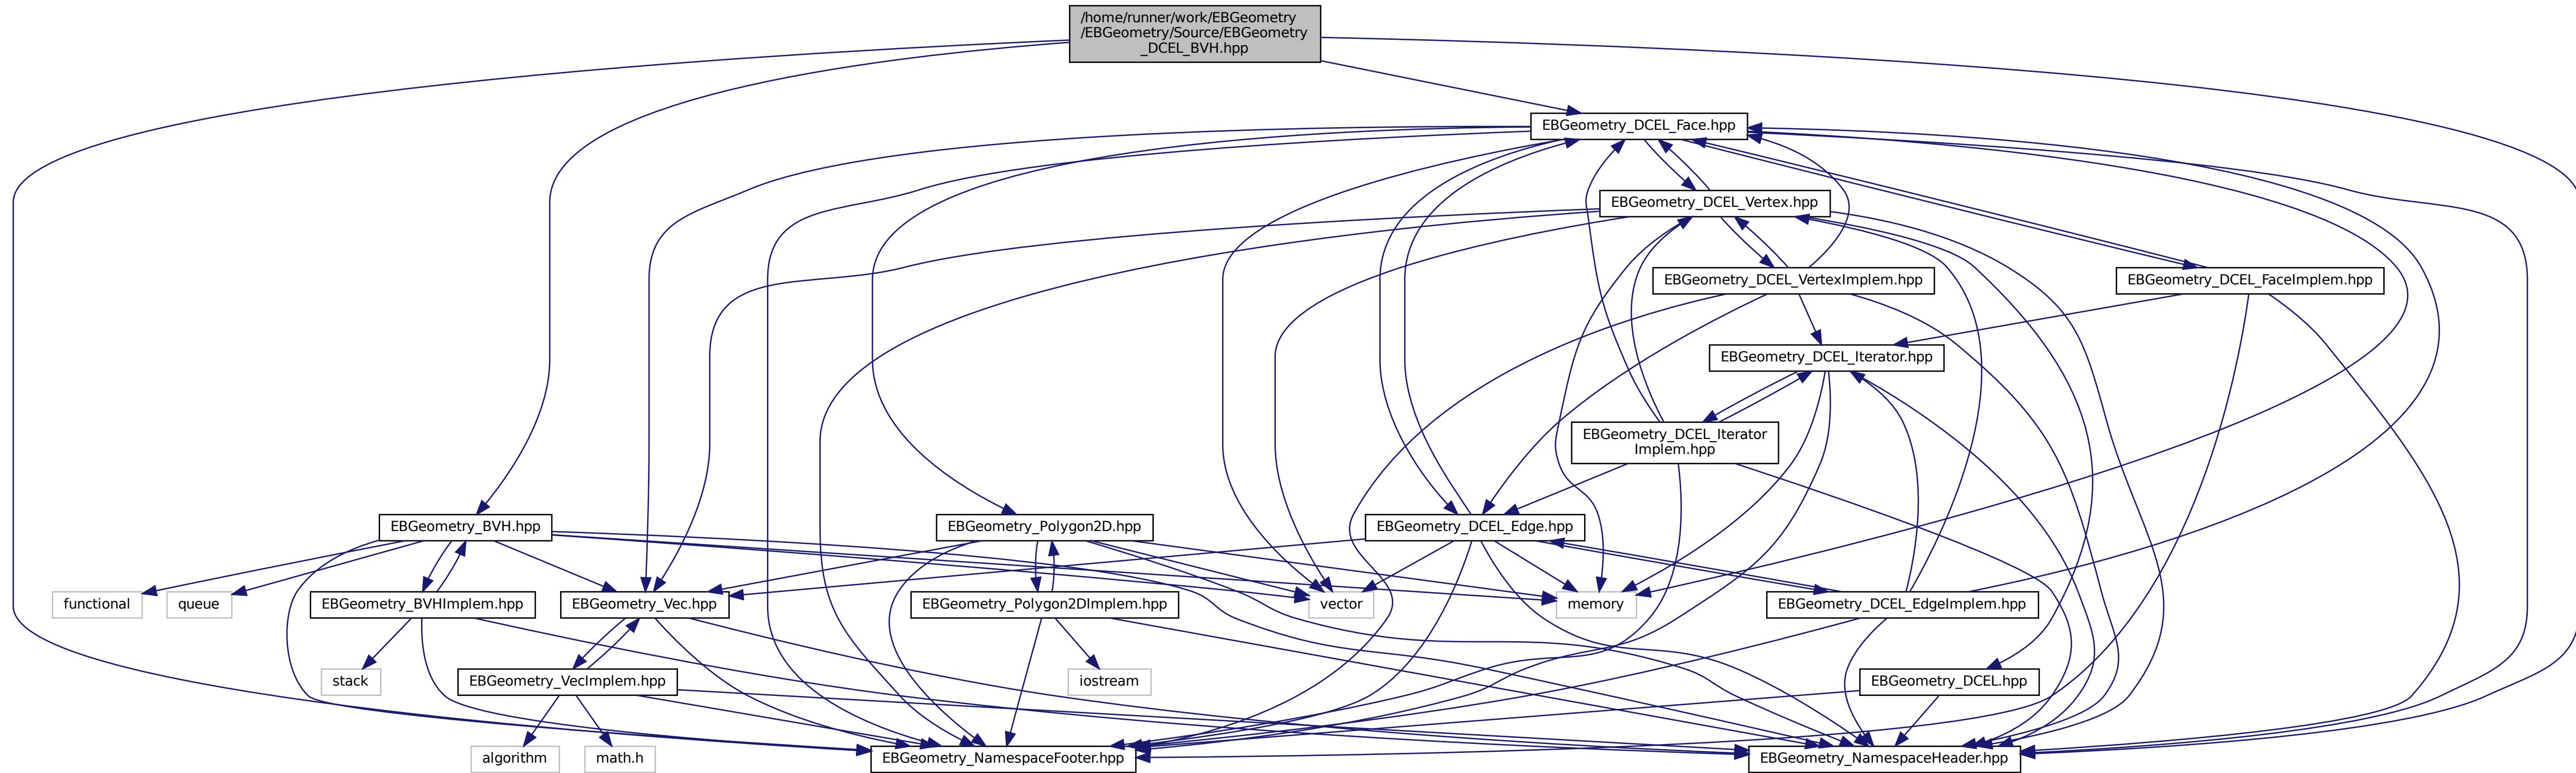 /home/runner/work/EBGeometry
/EBGeometry/Source/EBGeometry
_DCEL_BVH.hpp
EBGeometry_DCEL_Face.hpp
EBGeometry_DCEL_Vertex.hpp
EBGeometry_DCEL_VertexImplem.hpp
EBGeometry_DCEL_FaceImplem.hpp
EBGeometry_DCEL_Iterator.hpp
EBGeometry_DCEL_Iterator
Implem.hpp
EBGeometry_BVH.hpp
EBGeometry_Polygon2D.hpp
EBGeometry_DCEL_Edge.hpp
functional
queue
EBGeometry_BVHImplem.hpp
EBGeometry_Vec.hpp
EBGeometry_Polygon2DImplem.hpp
vector
memory
EBGeometry_DCEL_EdgeImplem.hpp
stack
EBGeometry_VecImplem.hpp
iostream
EBGeometry_DCEL.hpp
algorithm
math.h
EBGeometry_NamespaceFooter.hpp
EBGeometry_NamespaceHeader.hpp